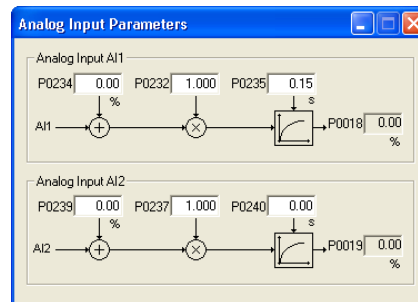 Analog Input Parameters
Analog Input AI1
P0234 0.00 P0232 1.000 P0235 0.15
% s
AI1 + × P0018 0.00
%
Analog Input AI2
P0239 0.00 P0237 1.000 P0240 0.00
% s
AI2 + × P0019 0.00
%